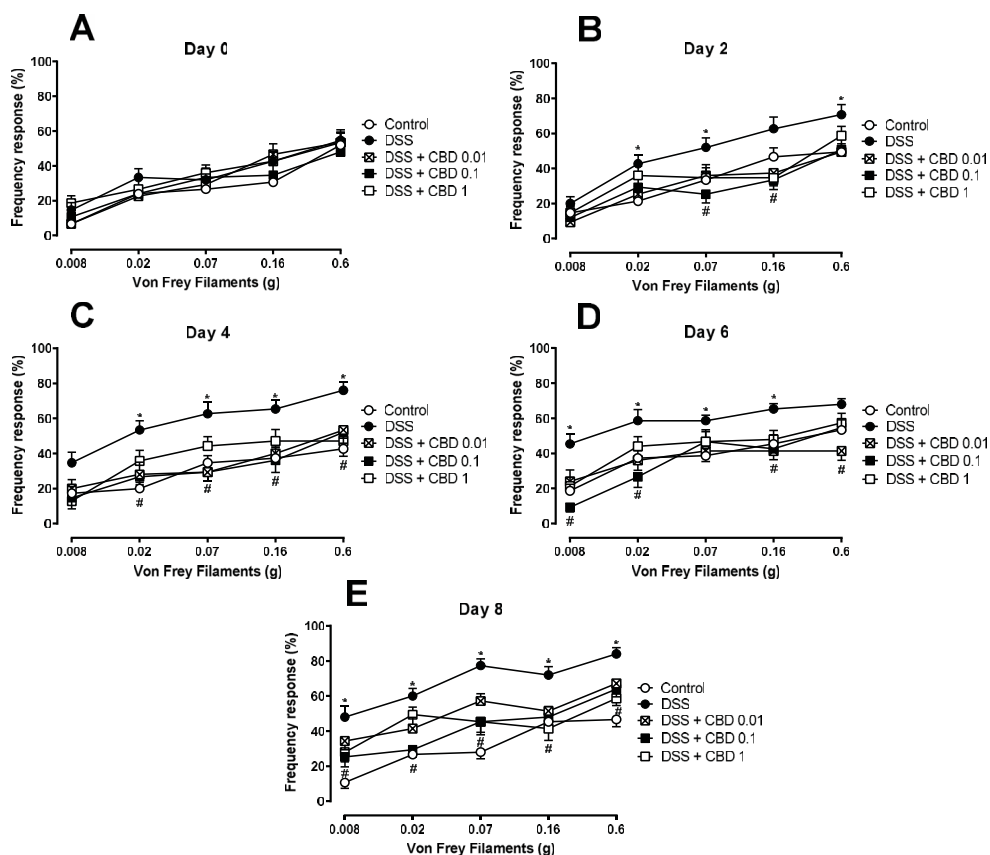 A
Day 0
Frequency response (%)
100
80
60
40
20
0
0.008 0.02 0.07 0.16 0.6
Von Frey Filaments (g)
Control
DSS
DSS + CBD 0.01
DSS + CBD 0.1
DSS + CBD 1
B
Day 2
Frequency response (%)
100
80
60
40
20
0
* * *
# #
0.008 0.02 0.07 0.16 0.6
Von Frey Filaments (g)
Control
DSS
DSS + CBD 0.01
DSS + CBD 0.1
DSS + CBD 1
C
Day 4
Frequency response (%)
100
80
60
40
20
0
* * * *
# # # #
0.008 0.02 0.07 0.16 0.6
Von Frey Filaments (g)
Control
DSS
DSS + CBD 0.01
DSS + CBD 0.1
DSS + CBD 1
D
Day 6
Frequency response (%)
100
80
60
40
20
0
* * * *
# # # #
0.008 0.02 0.07 0.16 0.6
Von Frey Filaments (g)
Control
DSS
DSS + CBD 0.01
DSS + CBD 0.1
DSS + CBD 1
E
Day 8
Frequency response (%)
100
80
60
40
20
0
* * * * *
# # # # #
0.008 0.02 0.07 0.16 0.6
Von Frey Filaments (g)
Control
DSS
DSS + CBD 0.01
DSS + CBD 0.1
DSS + CBD 1